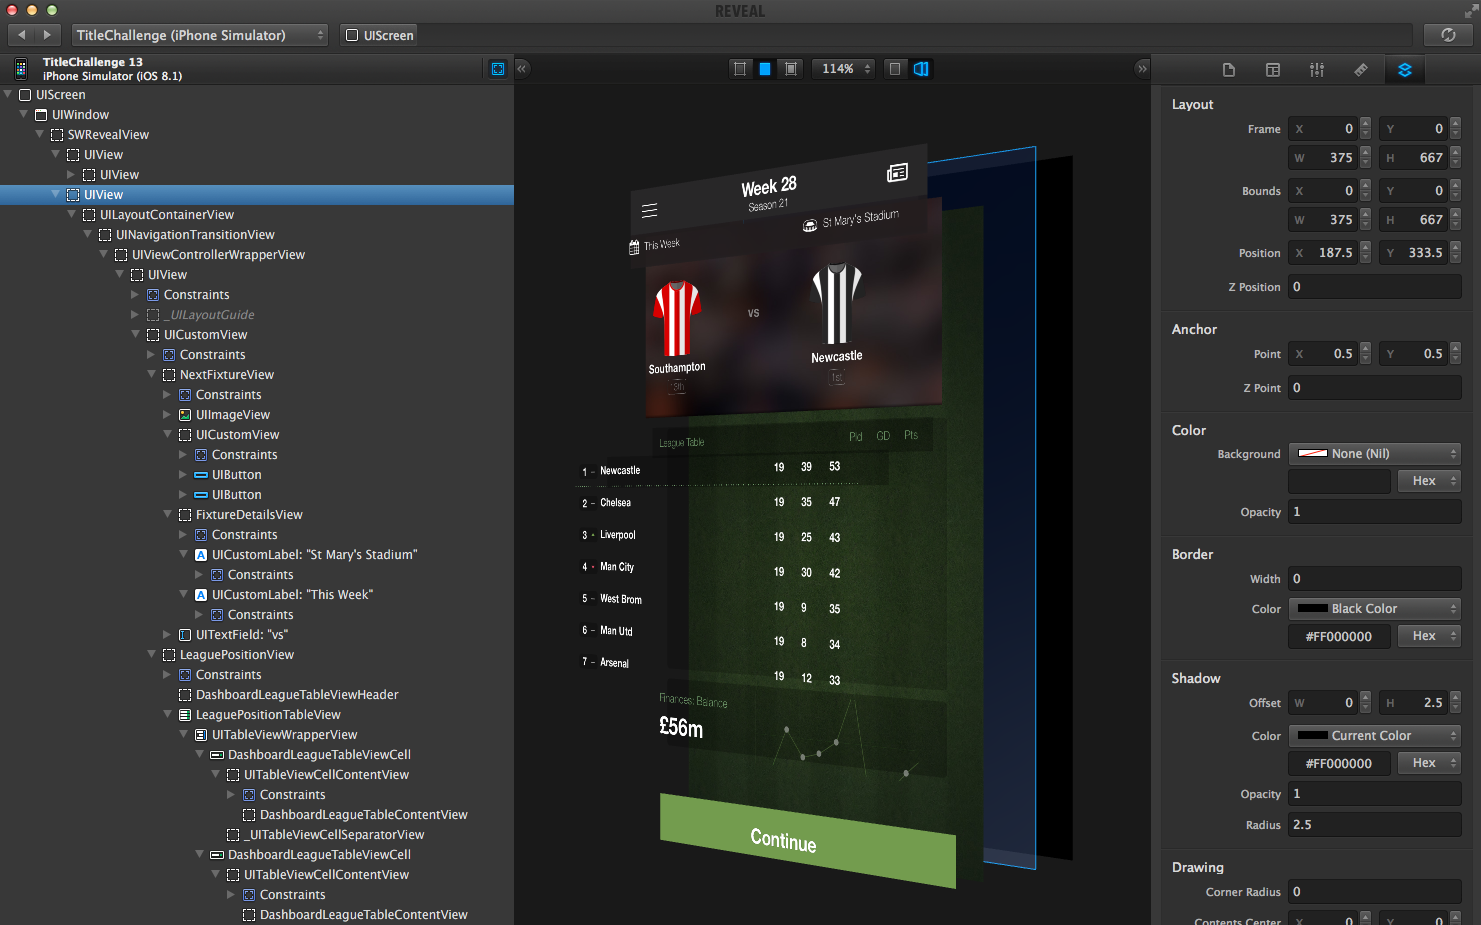 REVEAL
TitleChallenge (iPhone Simulator)
UIScreen
TitleChallenge 13
iPhone Simulator (iOS 8.1)
114%
UIScreen
UIWindow
SWRevealView
UIView
UIView
UIView
UILayoutContainerView
UINavigationTransitionView
UIViewControllerWrapperView
UIView
Constraints
_UILayoutGuide
UICustomView
Constraints
NextFixtureView
Constraints
UIImageView
UICustomView
Constraints
UIButton
UIButton
FixtureDetailsView
Constraints
UICustomLabel: "St Mary's Stadium"
Constraints
UICustomLabel: "This Week"
Constraints
UITextField: "vs"
LeaguePositionView
Constraints
DashboardLeagueTableViewHeader
LeaguePositionTableView
UITableViewWrapperView
DashboardLeagueTableViewCell
UITableViewCellContentView
Constraints
DashboardLeagueTableContentView
_UITableViewCellSeparatorView
DashboardLeagueTableViewCell
UITableViewCellContentView
Constraints
DashboardLeagueTableContentView
Week 28
Season 21
This Week
St Mary's Stadium
vs
Southampton
Newcastle
13th
1st
League Table Pld GD Pts
1 – Newcastle 19 39 53
2 – Chelsea 19 35 47
3 Liverpool 19 25 43
4 Man City 19 30 42
5 – West Brom 19 9 35
6 – Man Utd 19 8 34
7 – Arsenal 19 12 33
Finances: Balance
£56m
Continue
Layout
Frame X 0 Y 0
W 375 H 667
Bounds X 0 Y 0
W 375 H 667
Position X 187.5 Y 333.5
Z Position 0
Anchor
Point X 0.5 Y 0.5
Z Point 0
Color
Background None (Nil)
Hex
Opacity 1
Border
Width 0
Color Black Color
#FF000000 Hex
Shadow
Offset W 0 H 2.5
Color Current Color
#FF000000 Hex
Opacity 1
Radius 2.5
Drawing
Corner Radius 0
Contents Center X 0 Y 0